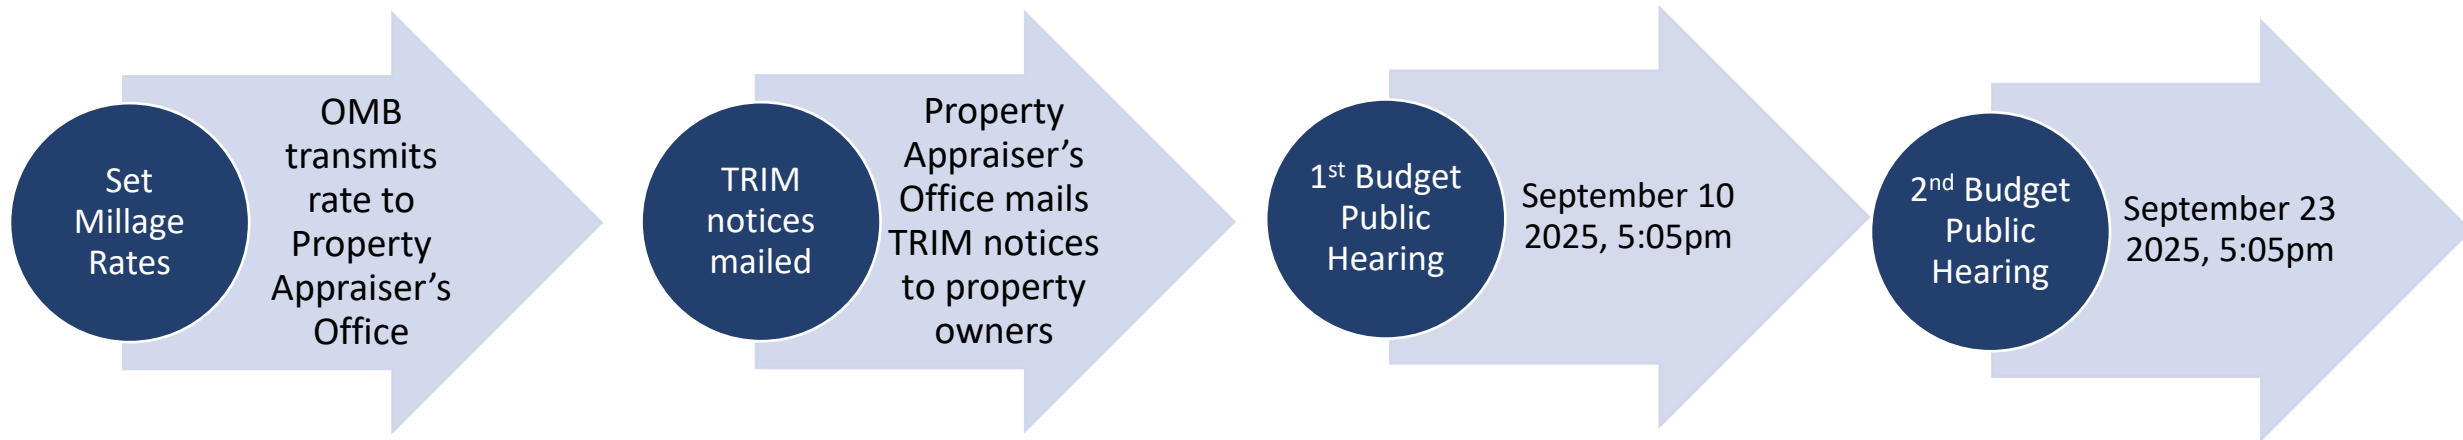 Set
Millage
Rates
OMB
transmits
rate to
Property
Appraiser’s
Office
TRIM
notices
mailed
Property
Appraiser’s
Office mails
TRIM notices
to property
owners
1st Budget
Public
Hearing
September 10
2025, 5:05pm
2nd Budget
Public
Hearing
September 23
2025, 5:05pm